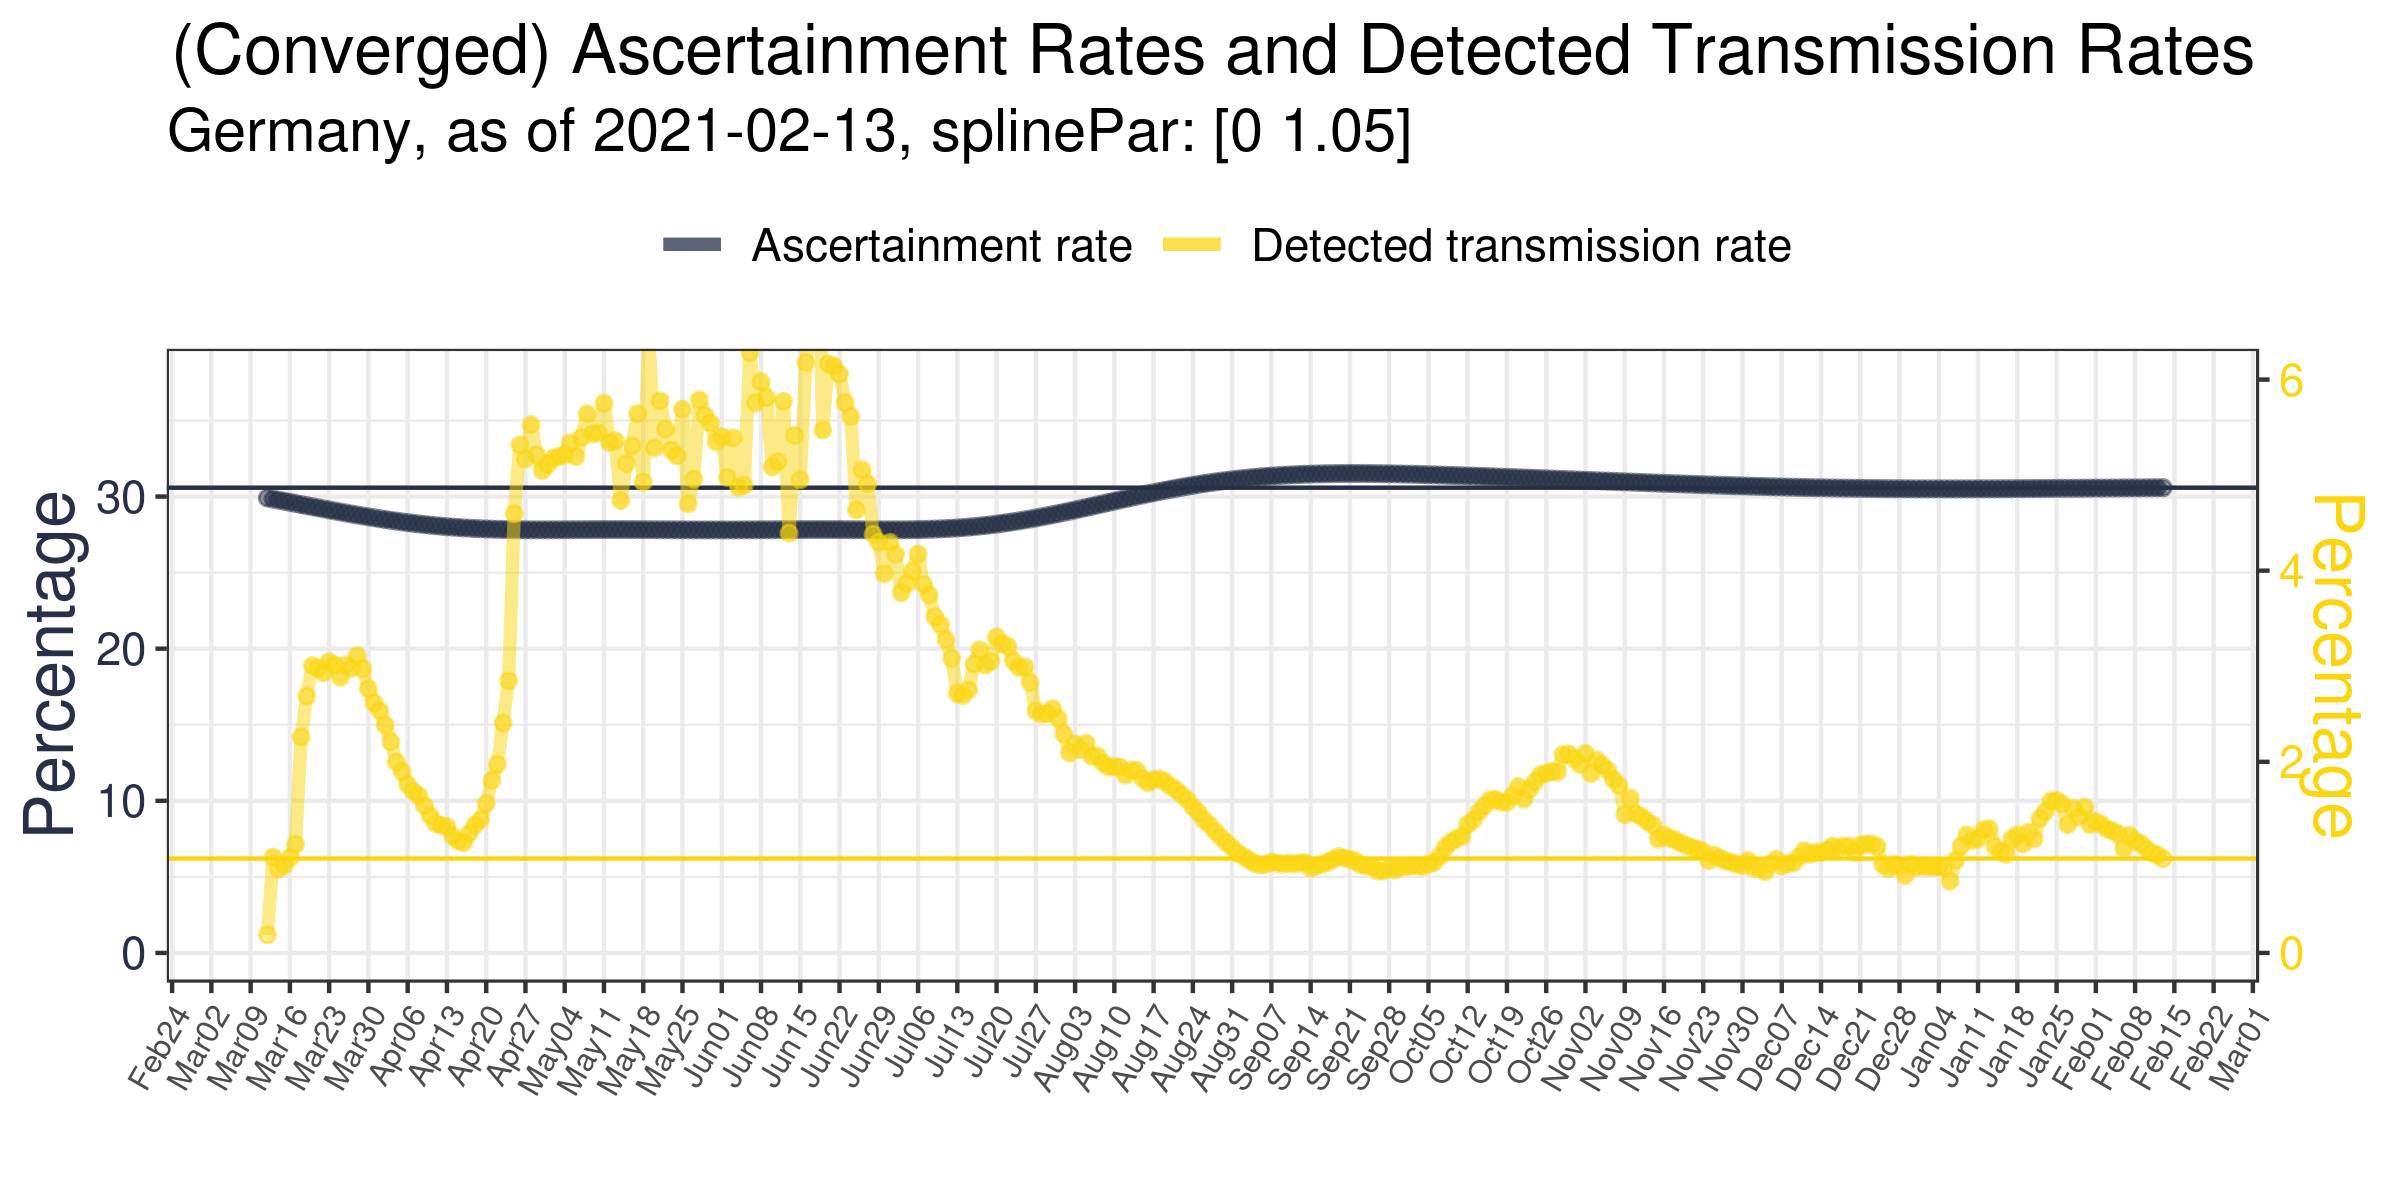 (Converged) Ascertainment Rates and Detected Transmission Rates
Germany, as of 2021-02-13, splinePar: [0 1.05]
Ascertainment rate Detected transmission rate
Percentage
30
20
10
0
6
4
2
0
Percentage
Feb24 Mar02 Mar09 Mar16 Mar23 Mar30 Apr06 Apr13 Apr20 Apr27 May04 May11 May18 May25 Jun01 Jun08 Jun15 Jun22 Jun29 Jul06 Jul13 Jul20 Jul27 Aug03 Aug10 Aug17 Aug24 Aug31 Sep07 Sep14 Sep21 Sep28 Oct05 Oct12 Oct19 Oct26 Nov02 Nov09 Nov16 Nov23 Nov30 Dec07 Dec14 Dec21 Dec28 Jan04 Jan11 Jan18 Jan25 Feb01 Feb08 Feb15 Feb22 Mar01